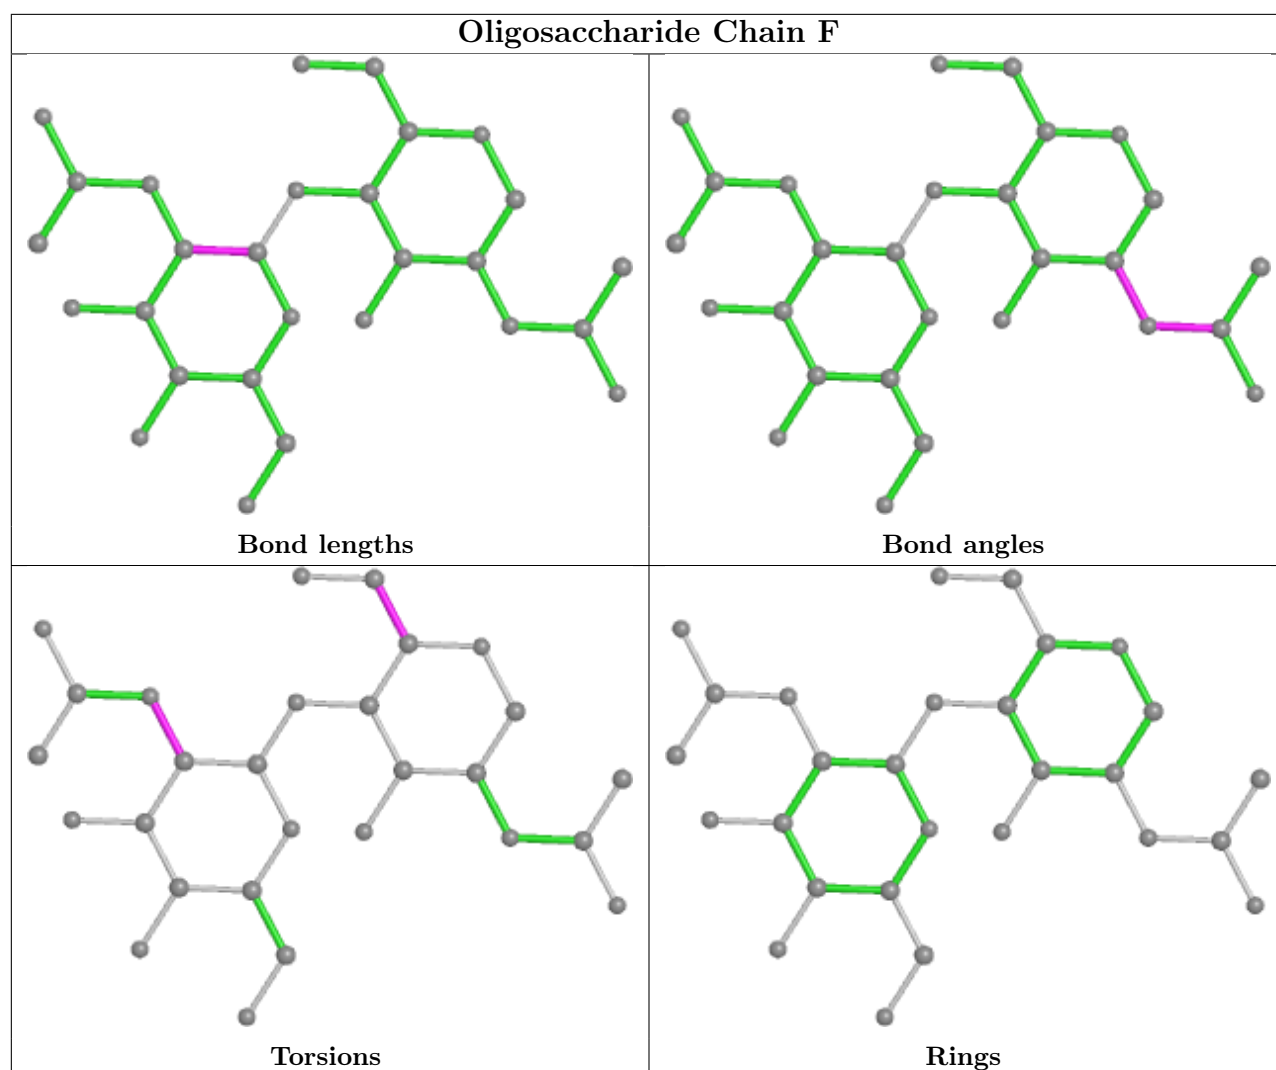 Oligosaccharide Chain F
Bond lengths
Bond angles
Torsions
Rings